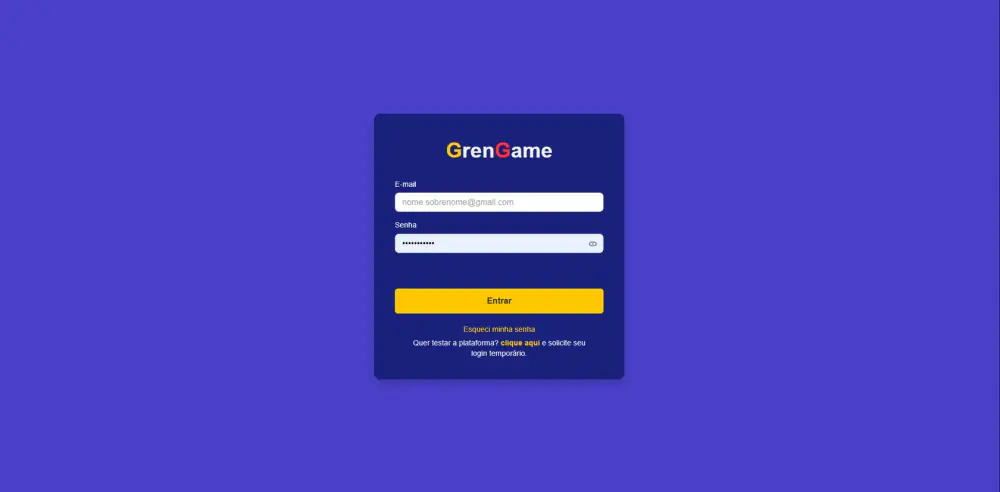 GrenGame
E-mail
nome.sobrenome@gmail.com
Senha
•••••••••••
Entrar
Esqueci minha senha
Quer testar a plataforma? clique aqui e solicite seu
login temporário.